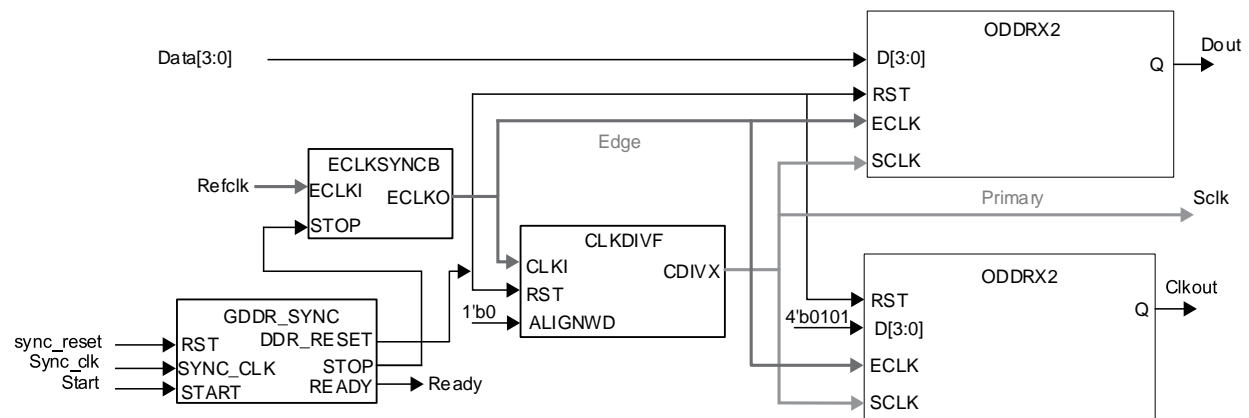 ODDRX2
Data[3:0]
D[3:0]
Q
Dout
RST
ECLK
SCLK
Edge
ECLKSYNCB
Refclk
ECLKI
ECLKO
STOP
Primary
Sclk
CLKDIVF
CLKI
CDIVX
RST
1'b0
ALIGNWD
ODDRX2
RST
Q
Clkout
4'b0101
D[3:0]
ECLK
SCLK
GDDR_SYNC
sync_reset
RST
DDR_RESET
Sync_clk
SYNC_CLK
STOP
Start
START
READY
Ready